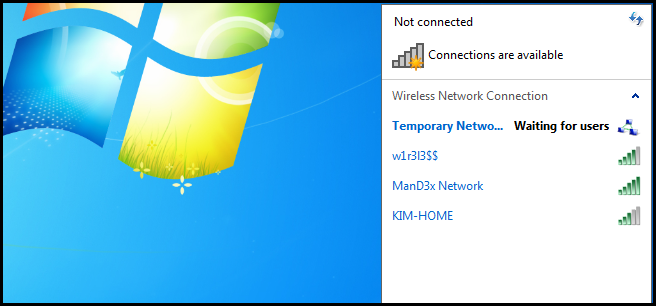 Not connected
Connections are available
Wireless Network Connection
Temporary Netwo... Waiting for users
w1r3l3$$
ManD3x Network
KIM-HOME